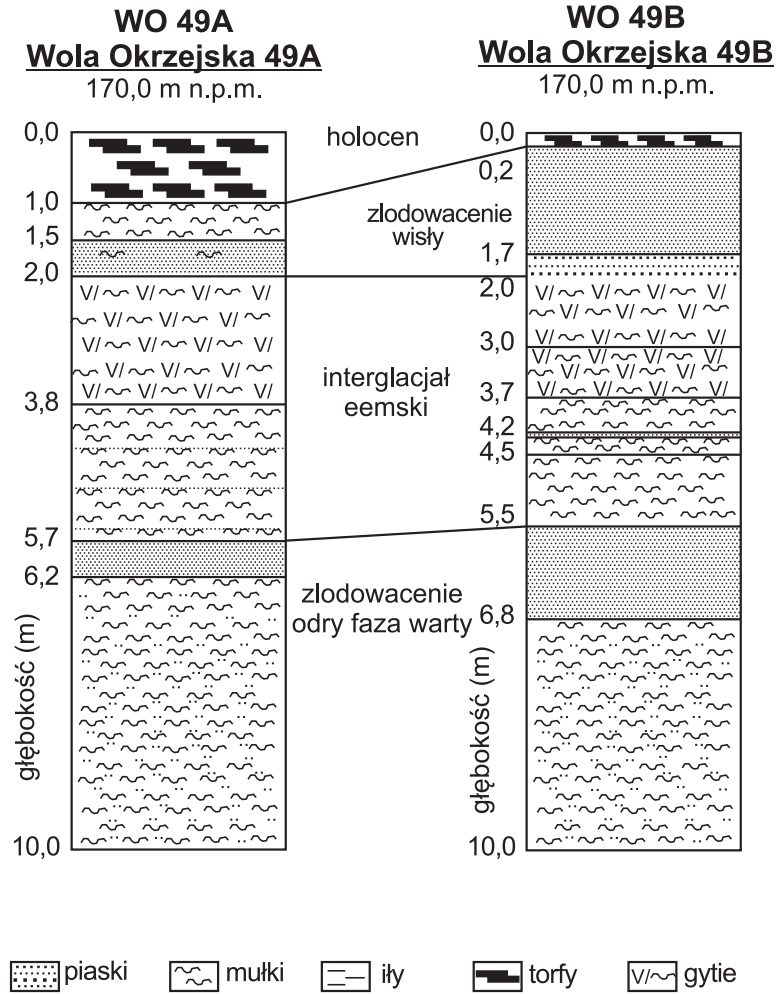 WO 49A
Wola Okrzejska 49A
170,0 m n.p.m.
WO 49B
Wola Okrzejska 49B
170,0 m n.p.m.
0,0
1,0
1,5
2,0
3,8
5,7
6,2
10,0
głębokość (m)
holocen
zlodowacenie
wisły
interglacjał
eemski
zlodowacenie
odry faza warty
0,0
0,2
1,7
2,0
3,0
3,7
4,2
4,5
5,5
6,8
10,0
głębokość (m)
piaski
mułki
iły
torfy
gytie